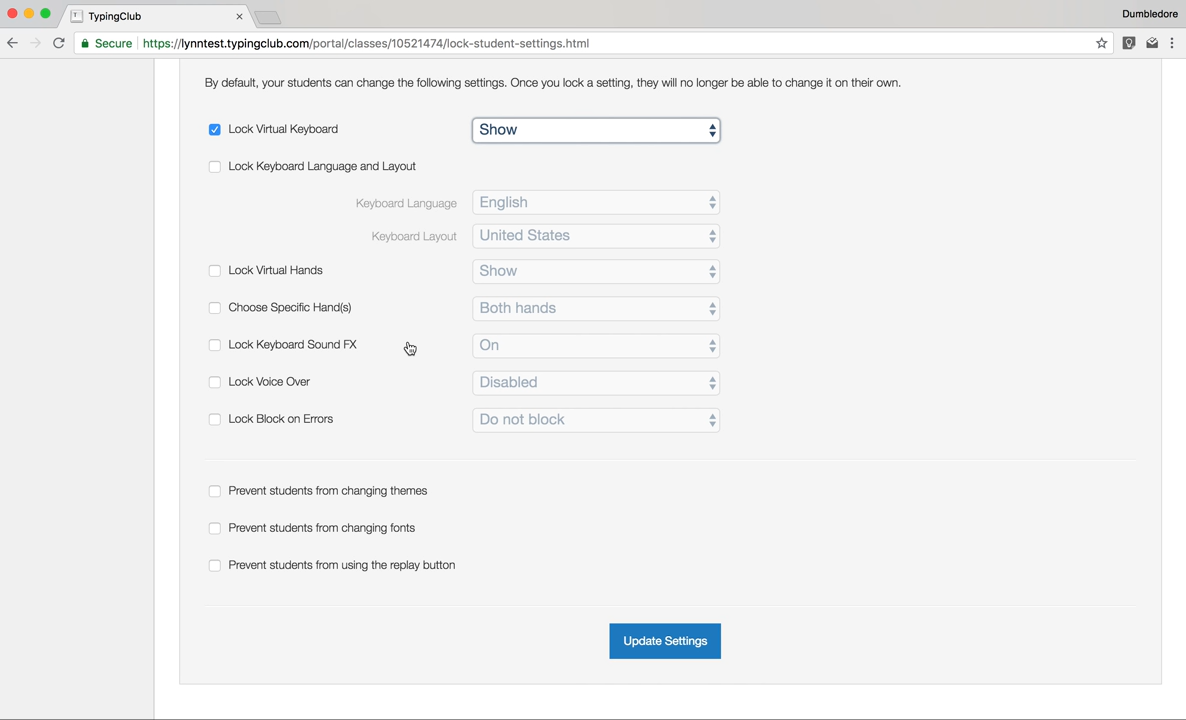 TypingClub
Dumbledore
Secure https://lynntest.typingclub.com/portal/classes/10521474/lock-student-settings.html
By default, your students can change the following settings. Once you lock a setting, they will no longer be able to change it on their own.
Lock Virtual Keyboard Show
Lock Keyboard Language and Layout
Keyboard Language English
Keyboard Layout United States
Lock Virtual Hands Show
Choose Specific Hand(s) Both hands
Lock Keyboard Sound FX On
Lock Voice Over Disabled
Lock Block on Errors Do not block
Prevent students from changing themes
Prevent students from changing fonts
Prevent students from using the replay button
Update Settings